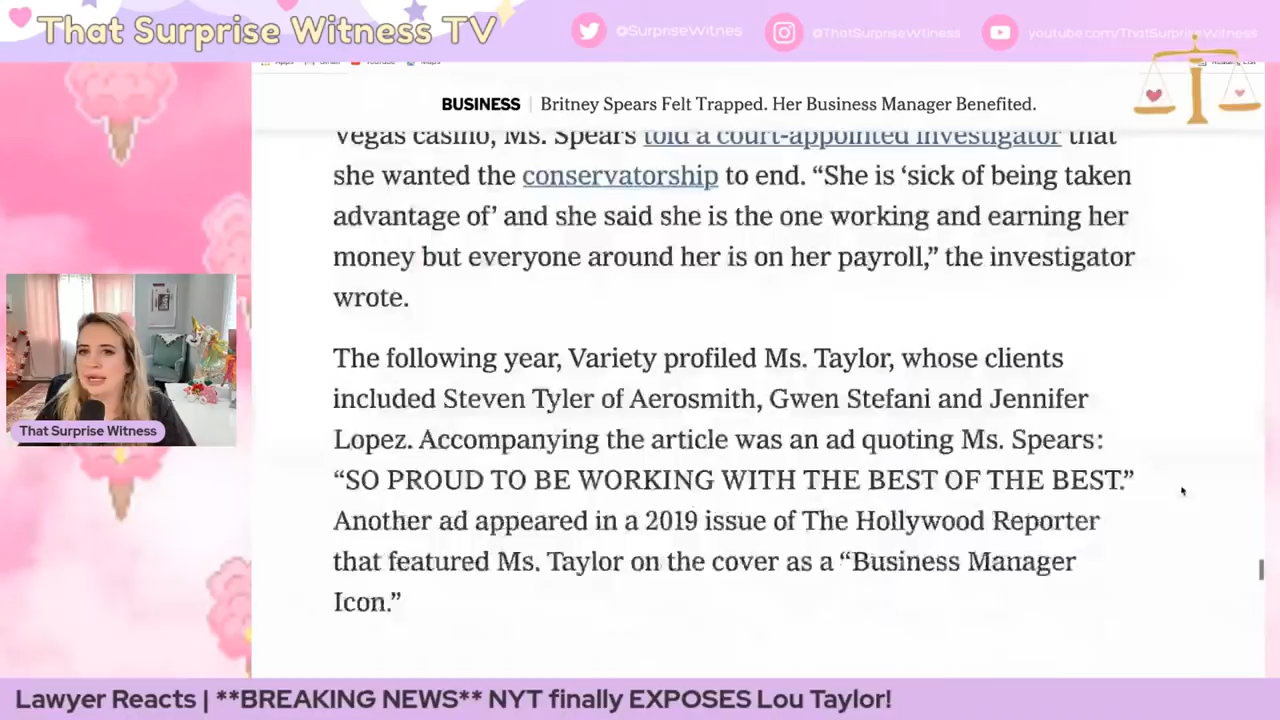 That Surprise Witness TV
@SurpriseWitnes
@ThatSurpriseWtiness
youtube.com/ThatSurpriseWitness
BUSINESS | Britney Spears Felt Trapped. Her Business Manager Benefited.
Vegas casino, Ms. Spears told a court-appointed investigator that
she wanted the conservatorship to end. “She is ‘sick of being taken
advantage of’ and she said she is the one working and earning her
money but everyone around her is on her payroll,” the investigator
wrote.
The following year, Variety profiled Ms. Taylor, whose clients
included Steven Tyler of Aerosmith, Gwen Stefani and Jennifer
Lopez. Accompanying the article was an ad quoting Ms. Spears:
“SO PROUD TO BE WORKING WITH THE BEST OF THE BEST.”
Another ad appeared in a 2019 issue of The Hollywood Reporter
that featured Ms. Taylor on the cover as a “Business Manager
Icon.”
That Surprise Witness
Lawyer Reacts | **BREAKING NEWS** NYT finally EXPOSES Lou Taylor!